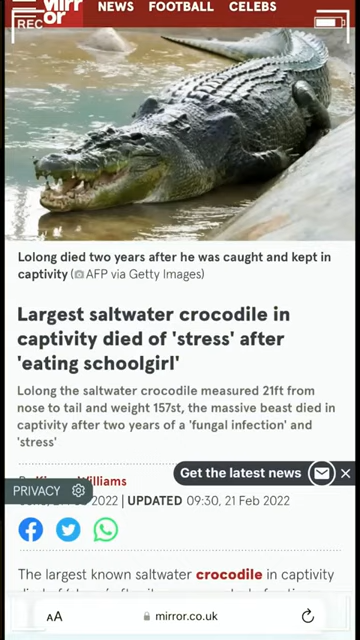 NEWS FOOTBALL CELEBS
REC
Lolong died two years after he was caught and kept in
captivity (AFP via Getty Images)
Largest saltwater crocodile in
captivity died of 'stress' after
'eating schoolgirl'
Lolong the saltwater crocodile measured 21ft from
nose to tail and weight 157st, the massive beast died in
captivity after two years of a 'fungal infection' and
'stress'
Williams
Get the latest news
PRIVACY
2022 | UPDATED 09:30, 21 Feb 2022
The largest known saltwater crocodile in captivity
AA mirror.co.uk